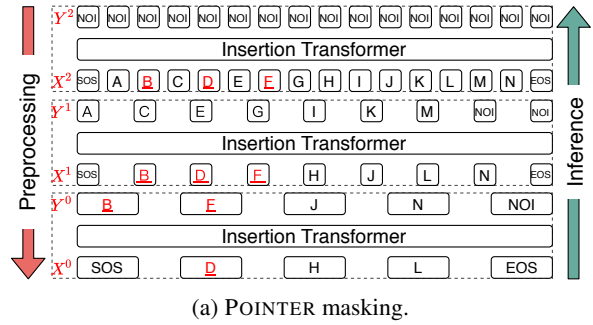 Y² NOI NOI NOI NOI NOI NOI NOI NOI NOI NOI NOI NOI NOI NOI NOI NOI
Insertion Transformer
X² SOS A B C D E F G H I J K L M N EOS
Y¹ A C E G I K M NOI NOI
Insertion Transformer
X¹ SOS B D F H J L N EOS
Y⁰ B F J N NOI
Insertion Transformer
X⁰ SOS D H L EOS
Preprocessing
Inference
(a) POINTER masking.